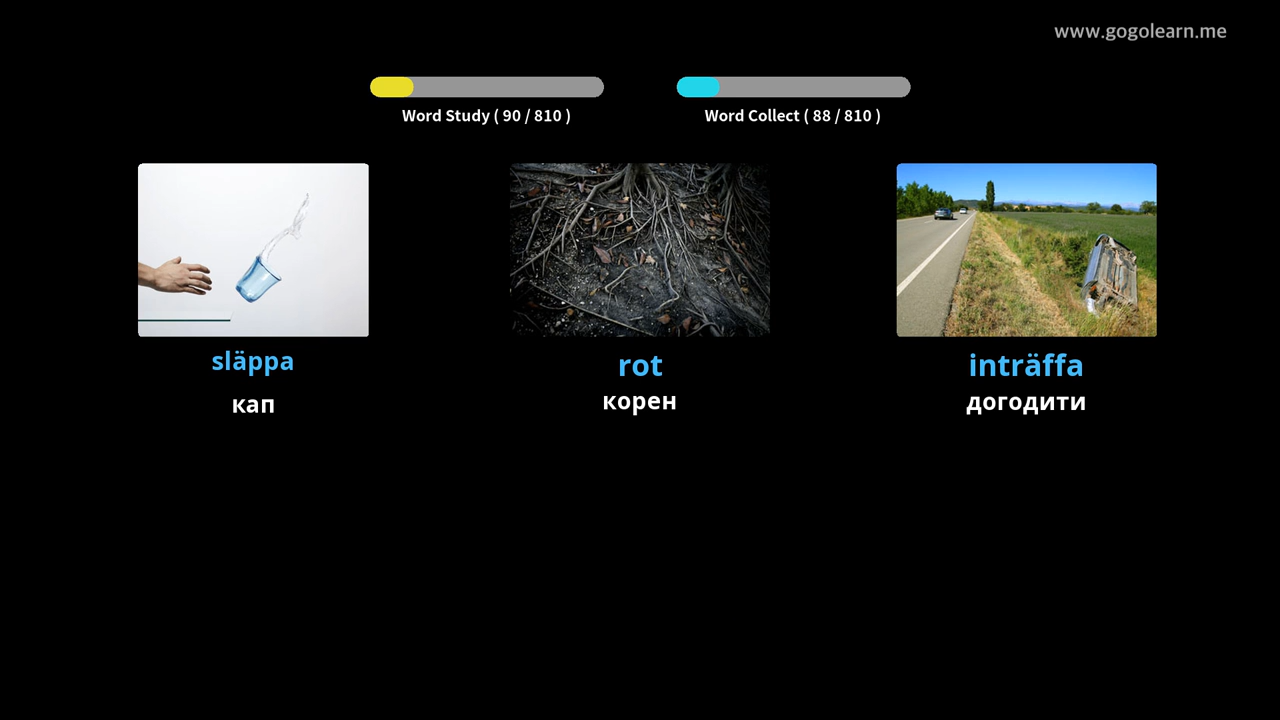 www.gogolearn.me
Word Study ( 90 / 810 )
Word Collect ( 88 / 810 )
släppa
кап
rot
корен
inträffa
догодити